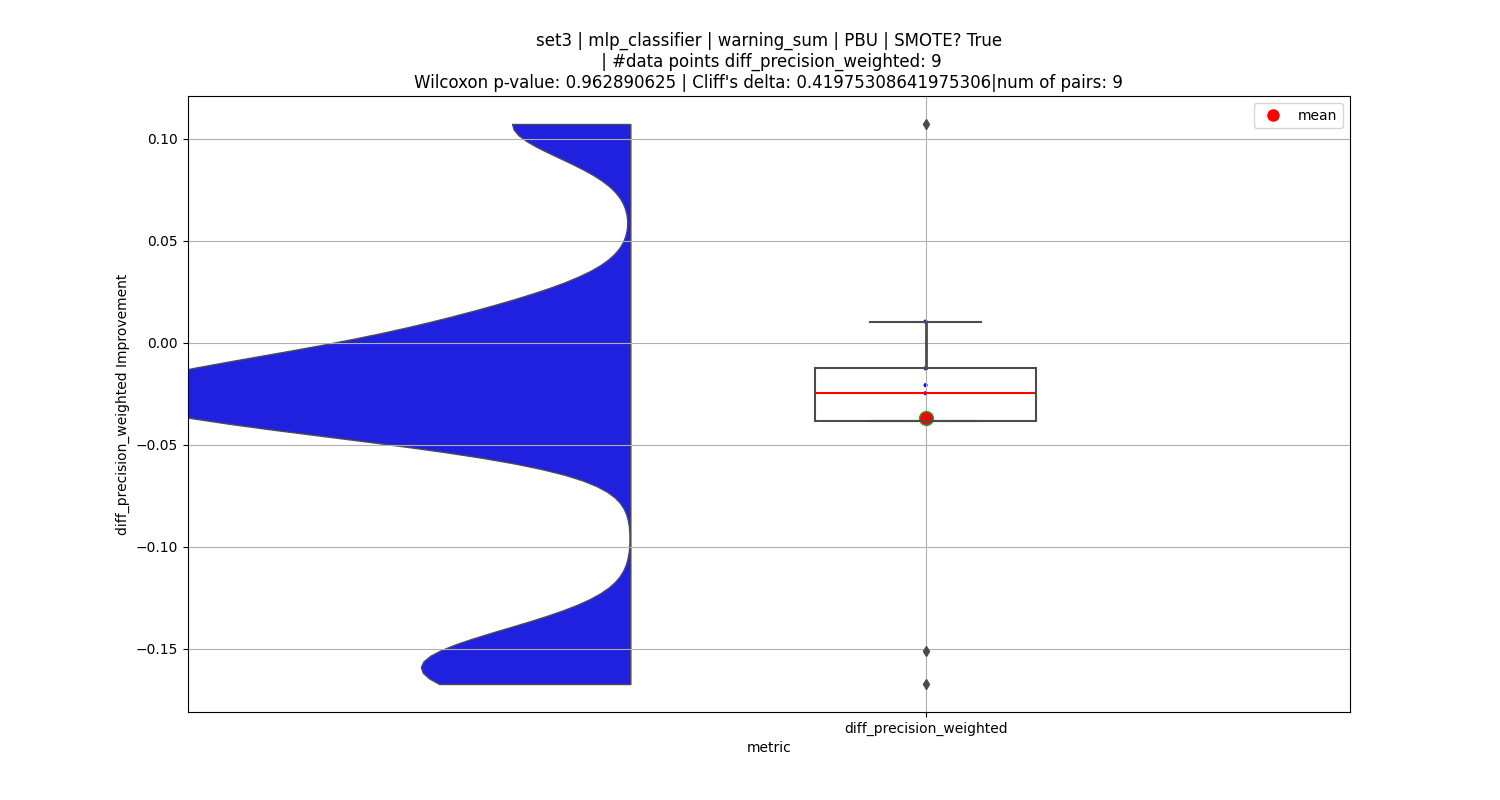 set3 | mlp_classifier | warning_sum | PBU | SMOTE? True
| #data points diff_precision_weighted: 9
Wilcoxon p-value: 0.962890625 | Cliff's delta: 0.41975308641975306|num of pairs: 9
mean
0.10
0.05
0.00
−0.05
−0.10
−0.15
diff_precision_weighted Improvement
diff_precision_weighted
metric